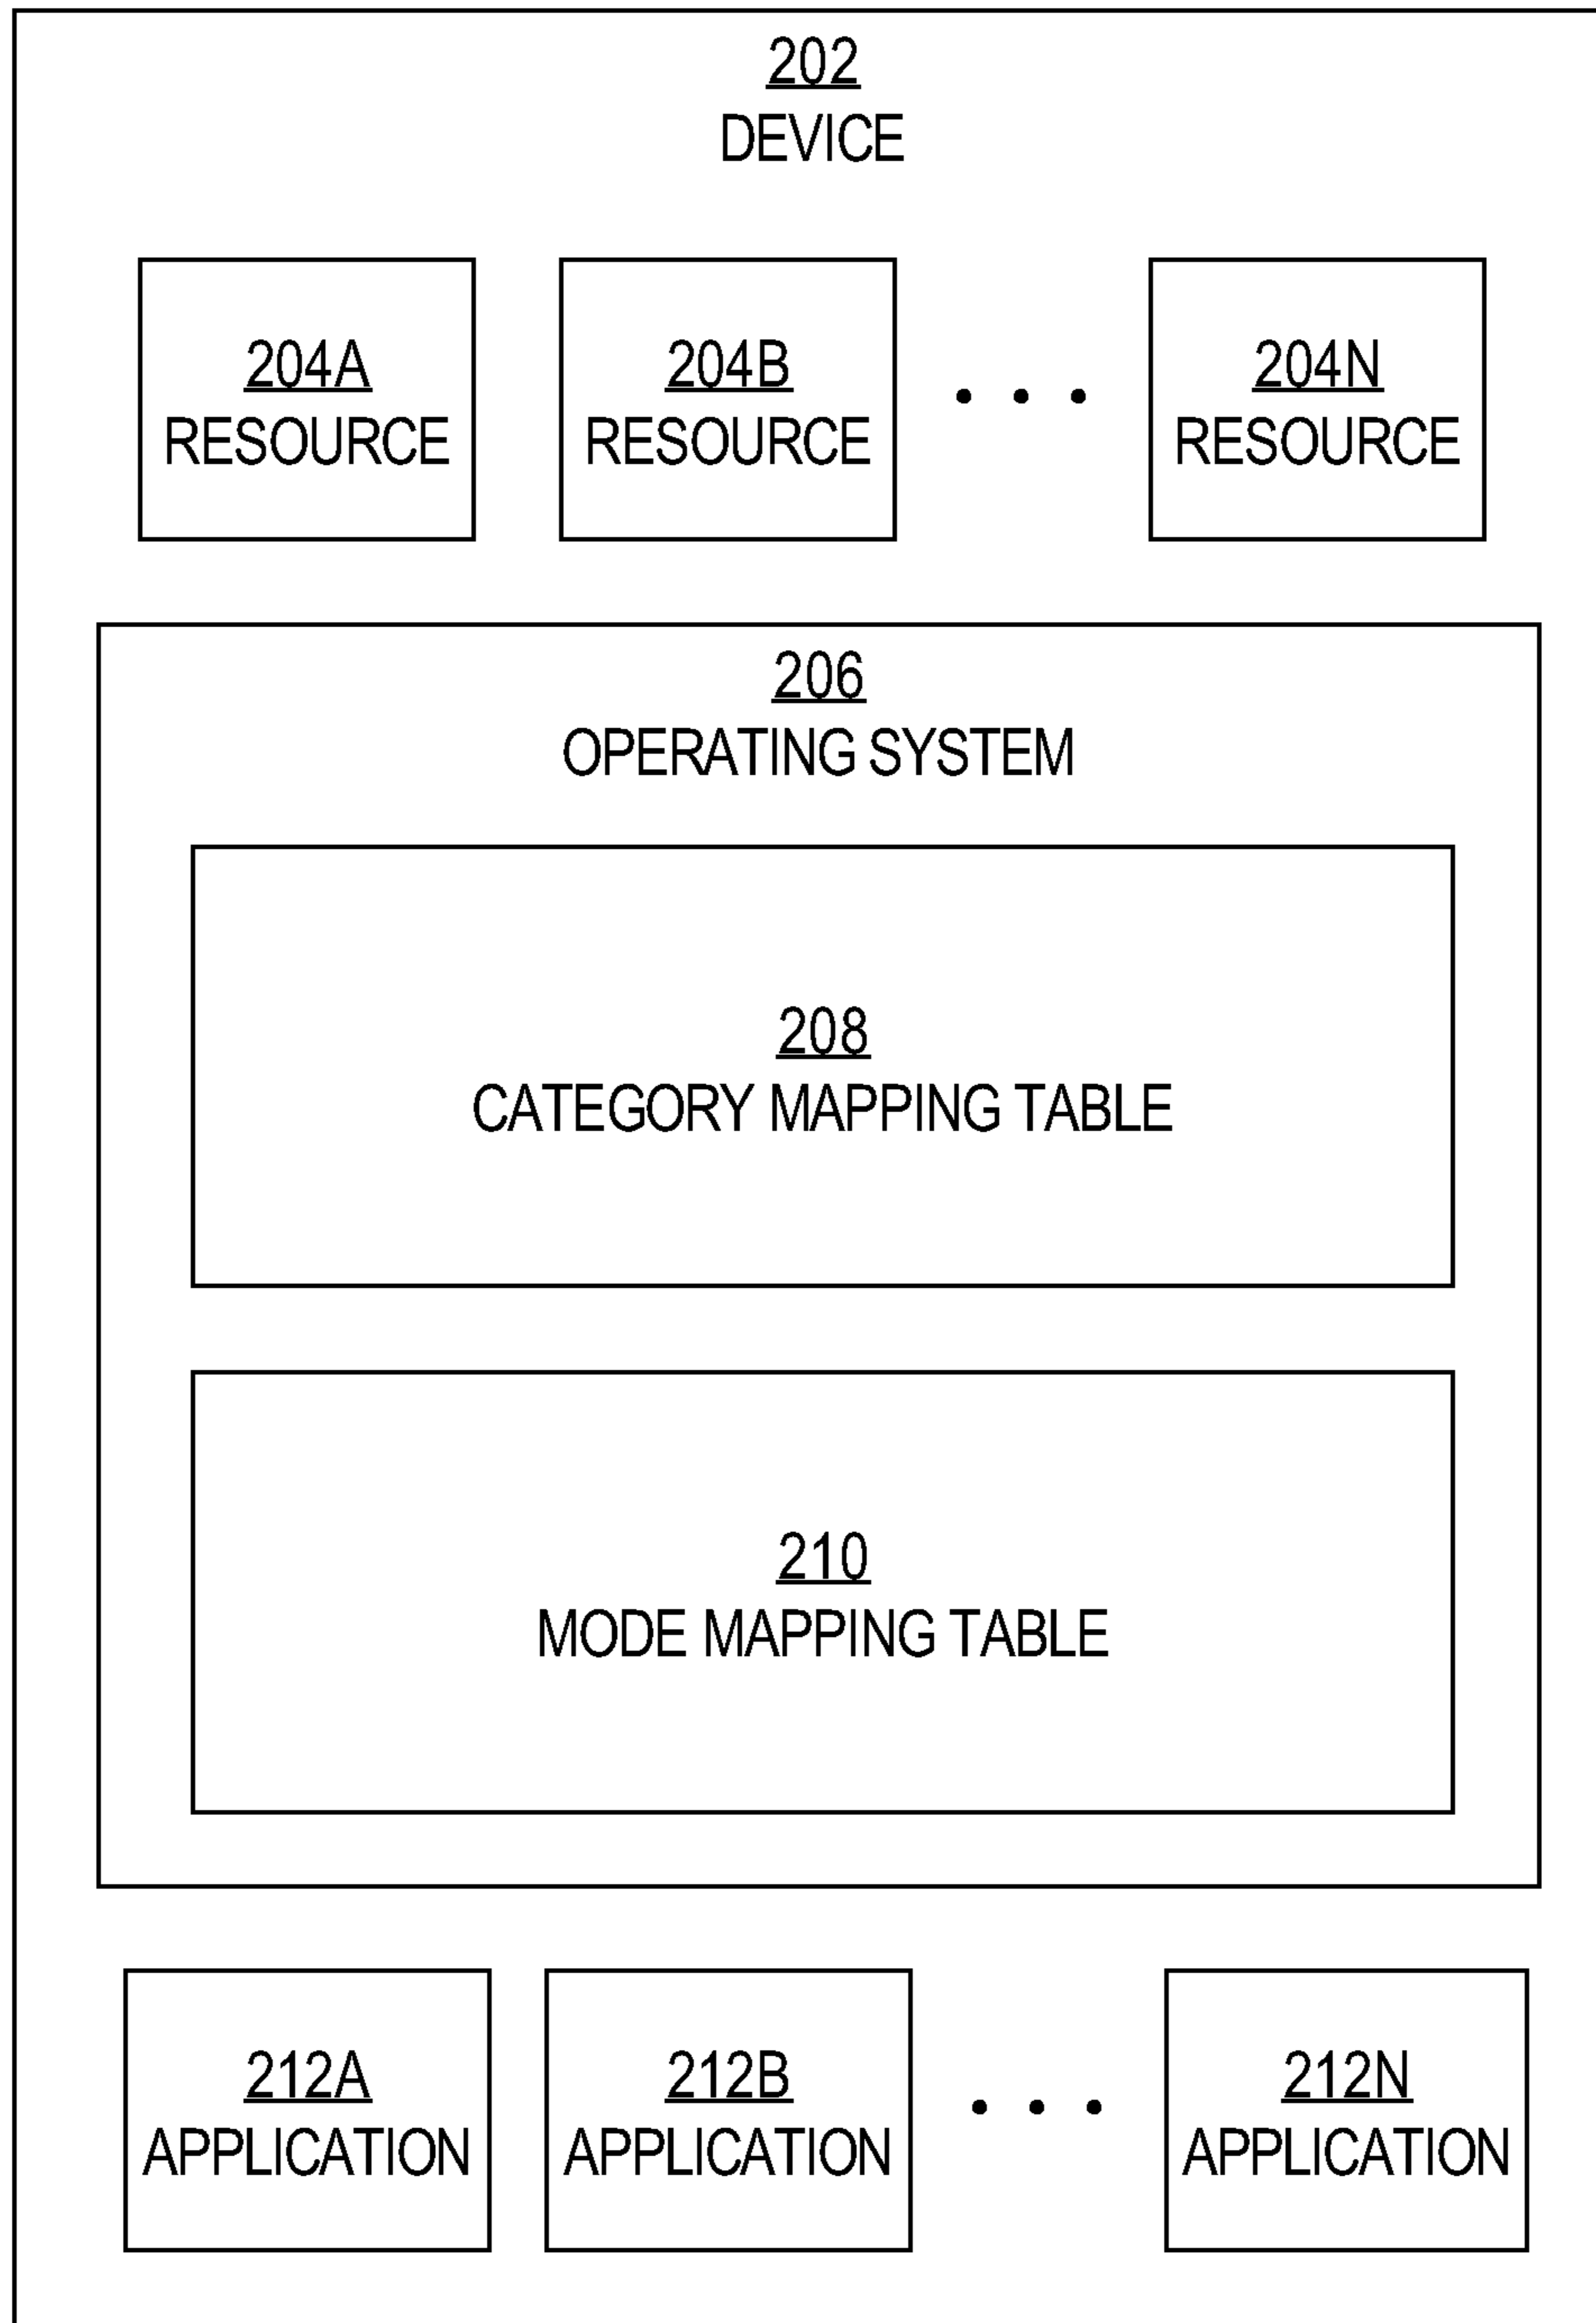 202
DEVICE
204A
RESOURCE
204B
RESOURCE
. . .
204N
RESOURCE
206
OPERATING SYSTEM
208
CATEGORY MAPPING TABLE
210
MODE MAPPING TABLE
212A
APPLICATION
212B
APPLICATION
. . .
212N
APPLICATION